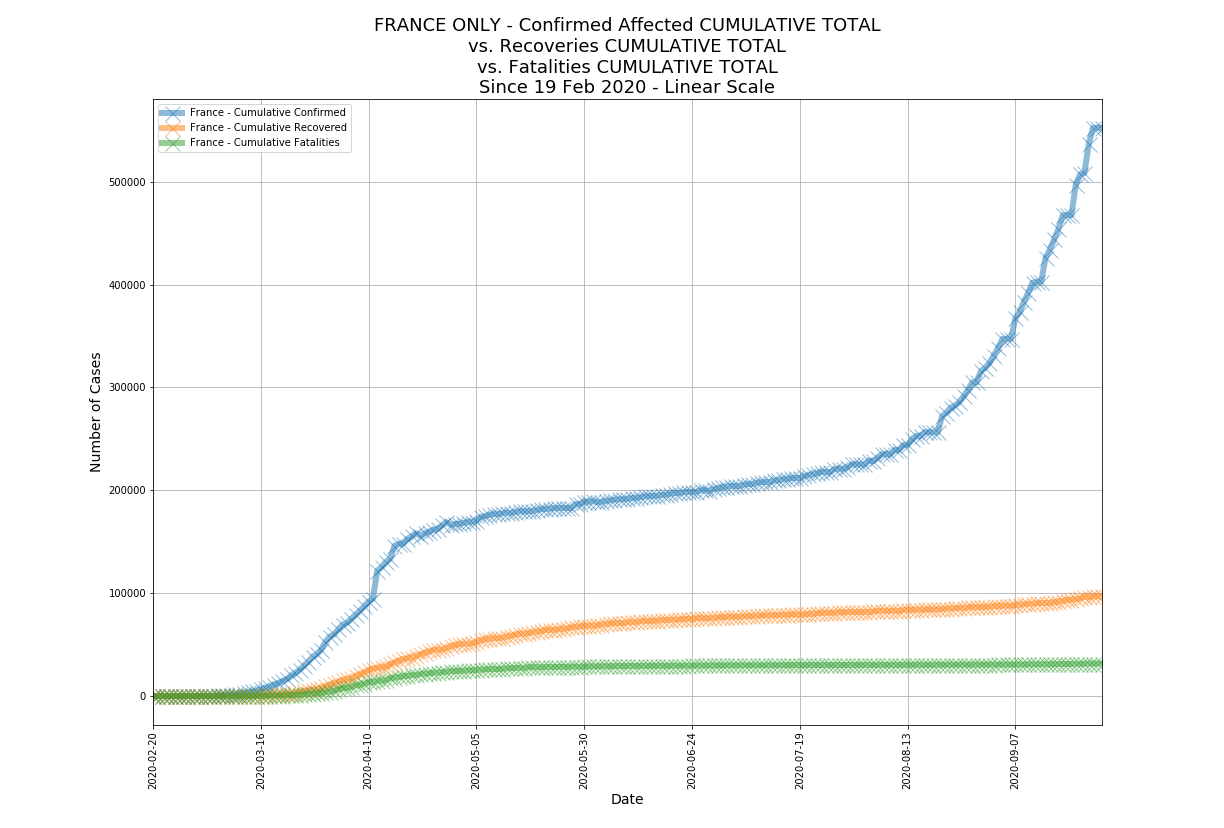 FRANCE ONLY - Confirmed Affected CUMULATIVE TOTAL
vs. Recoveries CUMULATIVE TOTAL
vs. Fatalities CUMULATIVE TOTAL
Since 19 Feb 2020 - Linear Scale
France - Cumulative Confirmed
France - Cumulative Recovered
France - Cumulative Fatalities
Number of Cases
500000
400000
300000
200000
100000
0
2020-02-20
2020-03-16
2020-04-10
2020-05-05
2020-05-30
2020-06-24
2020-07-19
2020-08-13
2020-09-07
Date